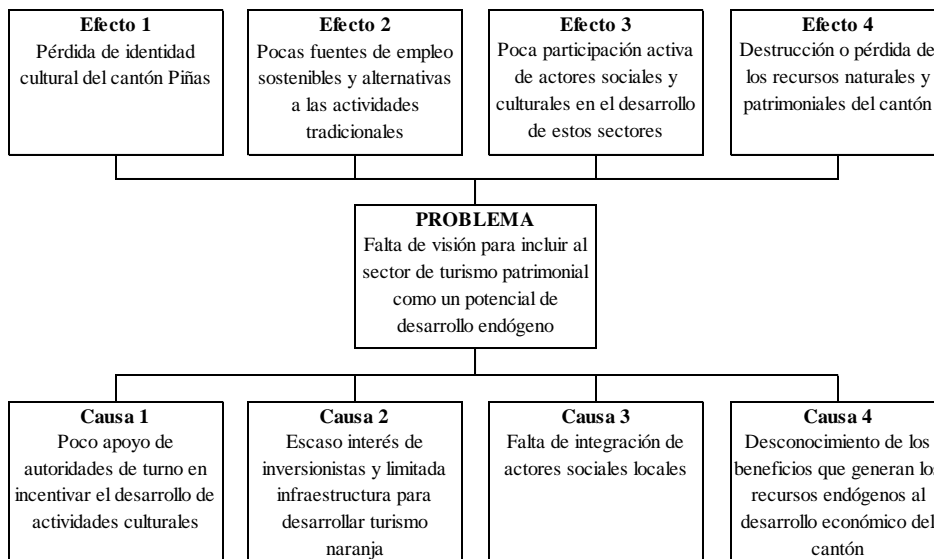 Efecto 1
Pérdida de identidad
cultural del cantón Piñas
Efecto 2
Pocas fuentes de empleo
sostenibles y alternativas
a las actividades
tradicionales
Efecto 3
Poca participación activa
de actores sociales y
culturales en el desarrollo
de estos sectores
Efecto 4
Destrucción o pérdida de
los recursos naturales y
patrimoniales del cantón
PROBLEMA
Falta de visión para incluir al
sector de turismo patrimonial
como un potencial de
desarrollo endógeno
Causa 1
Poco apoyo de
autoridades de turno en
incentivar el desarrollo de
actividades culturales
Causa 2
Escaso interés de
inversionistas y limitada
infraestructura para
desarrollar turismo
naranja
Causa 3
Falta de integración de
actores sociales locales
Causa 4
Desconocimiento de los
beneficios que generan los
recursos endógenos al
desarrollo económico del
cantón